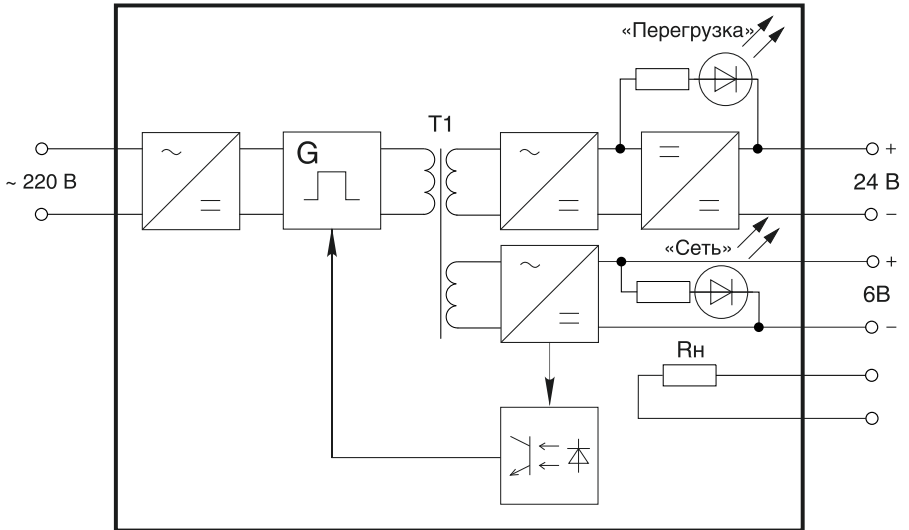 «Перегрузка»
T1
G
+
~ 220 В
24 В
–
«Сеть»
+
6В
–
Rн